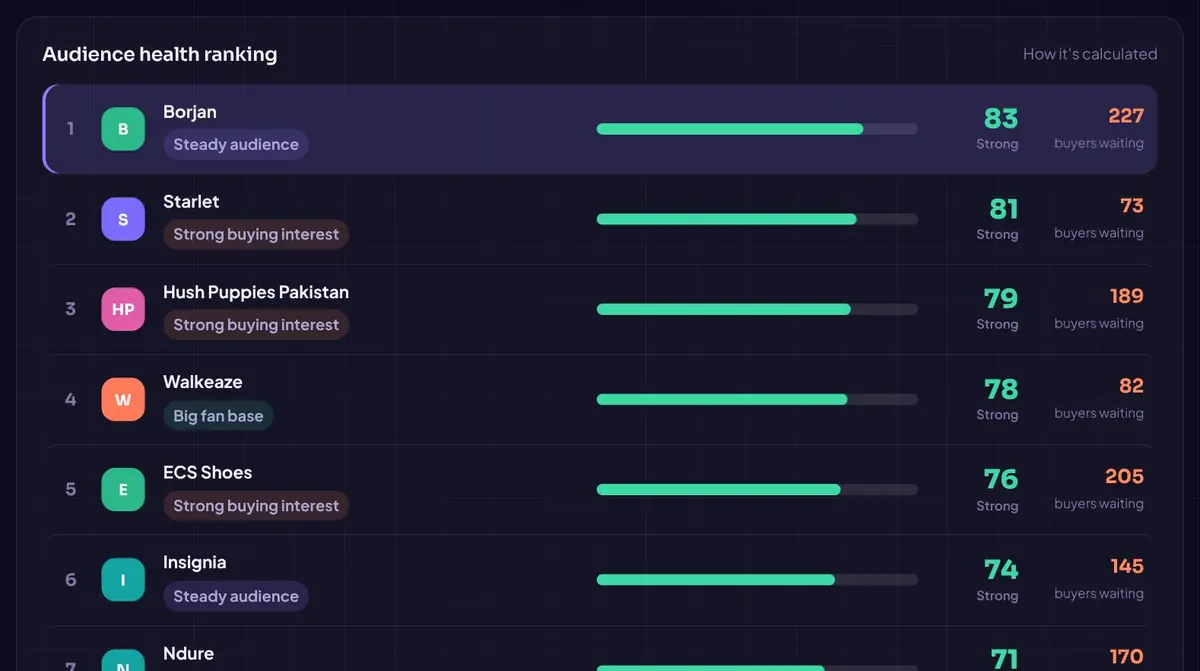 Audience health ranking
How it's calculated
1
B
Borjan
Steady audience
83
Strong
227
buyers waiting
2
S
Starlet
Strong buying interest
81
Strong
73
buyers waiting
3
HP
Hush Puppies Pakistan
Strong buying interest
79
Strong
189
buyers waiting
4
W
Walkeaze
Big fan base
78
Strong
82
buyers waiting
5
E
ECS Shoes
Strong buying interest
76
Strong
205
buyers waiting
6
I
Insignia
Steady audience
74
Strong
145
buyers waiting
7
N
Ndure
71
170